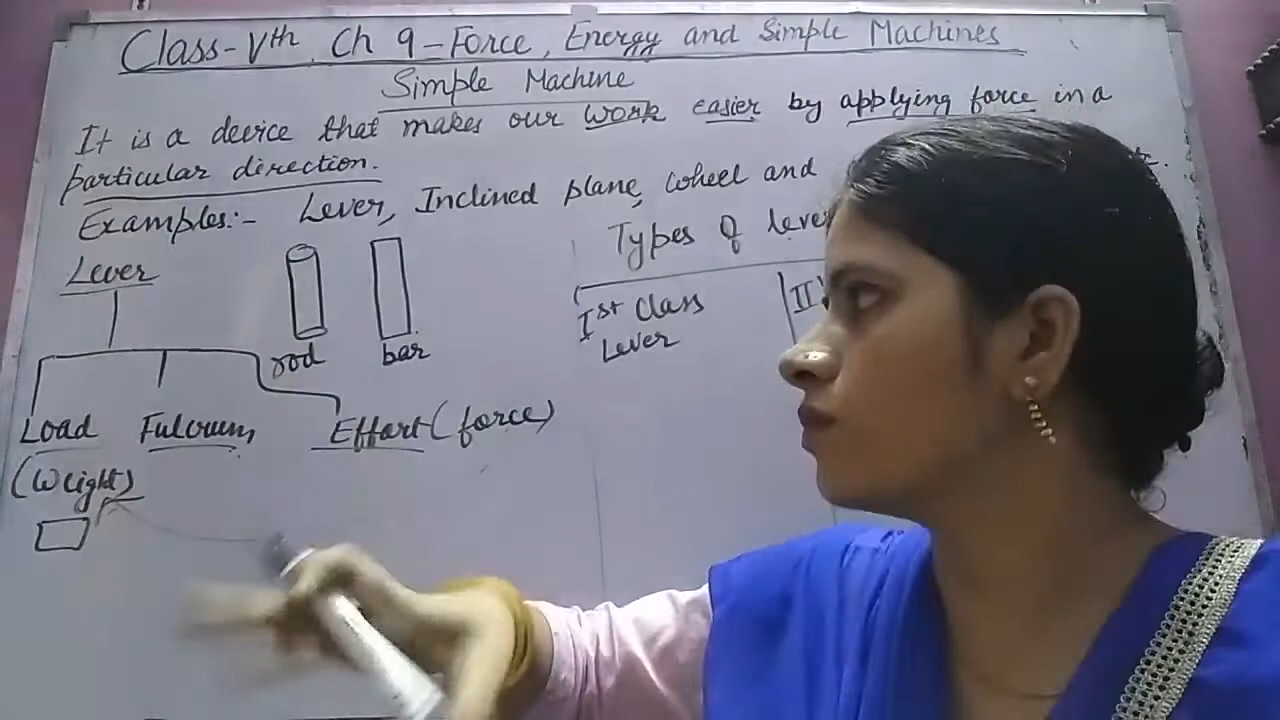 Class-Vth Ch 9-Force, Energy and Simple Machines
Simple Machine
It is a device that makes our work easier by applying force in a
particular direction.
Examples:- Lever, Inclined plane, wheel and
Types of lever
Lever
Ist Class
Lever
II
rod
bar
Load
Fulcrum,
Effort (force)
(Weight)